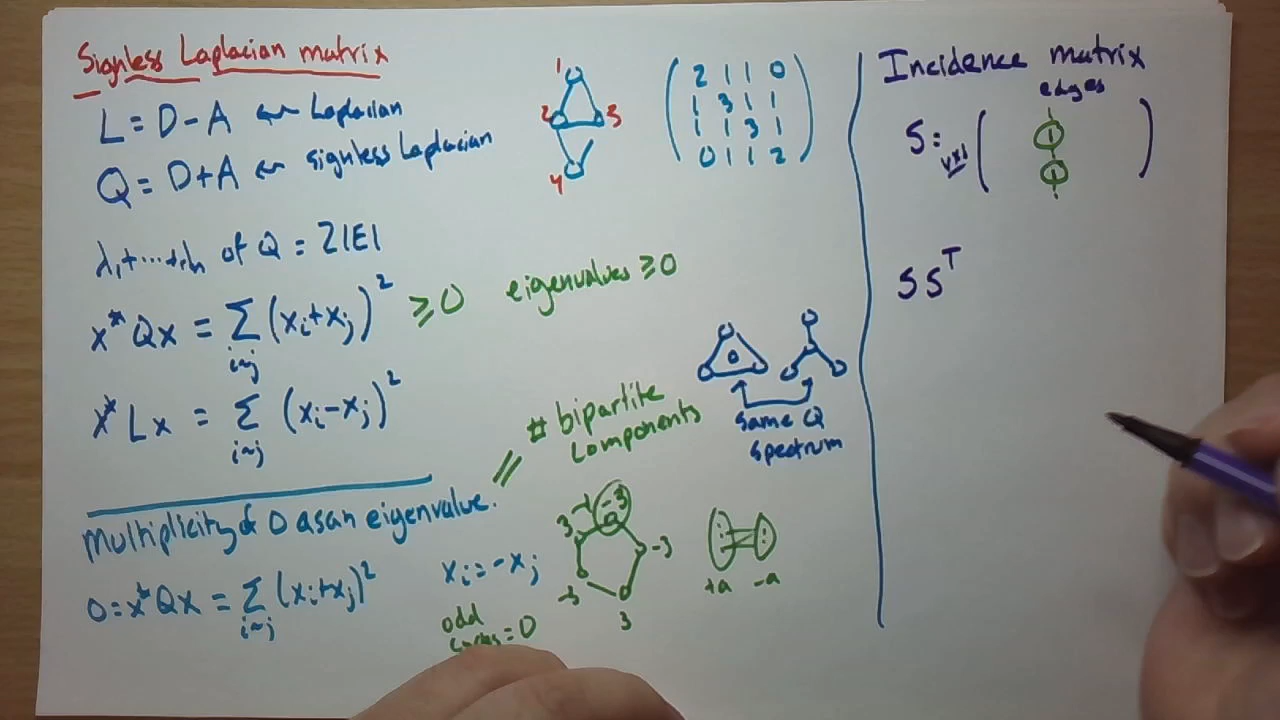 Signless Laplacian matrix
L = D - A ← Laplacian
Q = D + A ← signless Laplacian
λ₁ + ... + λn of Q = 2|E|
x* Q x = Σ (xᵢ + xⱼ)² ≥ 0 eigenvalues ≥ 0
i~j
x* L x = Σ (xᵢ - xⱼ)²
i~j
multiplicity of 0 as an eigenvalue.
= # bipartite
components
0 = x* Q x = Σ (xᵢ + xⱼ)²
i~j
xᵢ = -xⱼ
odd
= 0
1
2 3
4
2 1 1 0
1 3 1 1
1 1 3 1
0 1 1 2
same Q
spectrum
3 -3
-3
-3
3
+a -a
Incidence matrix
edges
S:
1
1
SSᵀ